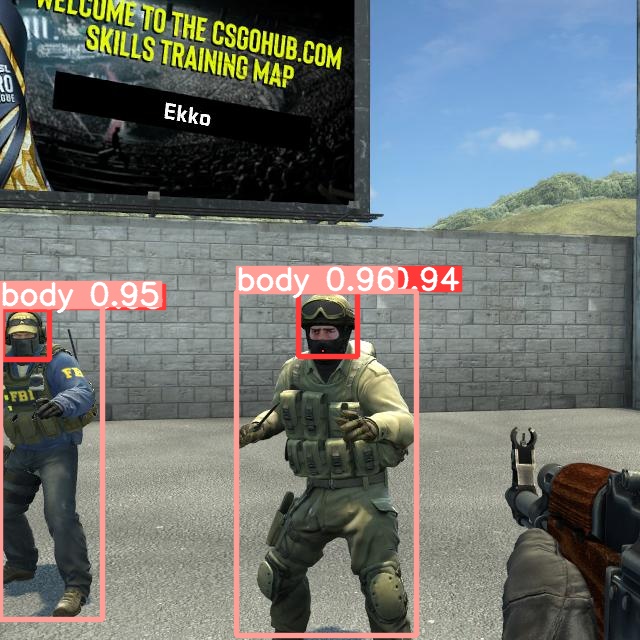 WELCOME TO THE CSGOHUB.COM
SKILLS TRAINING MAP
Ekko
body 0.95
body 0.96
0.94
FBI